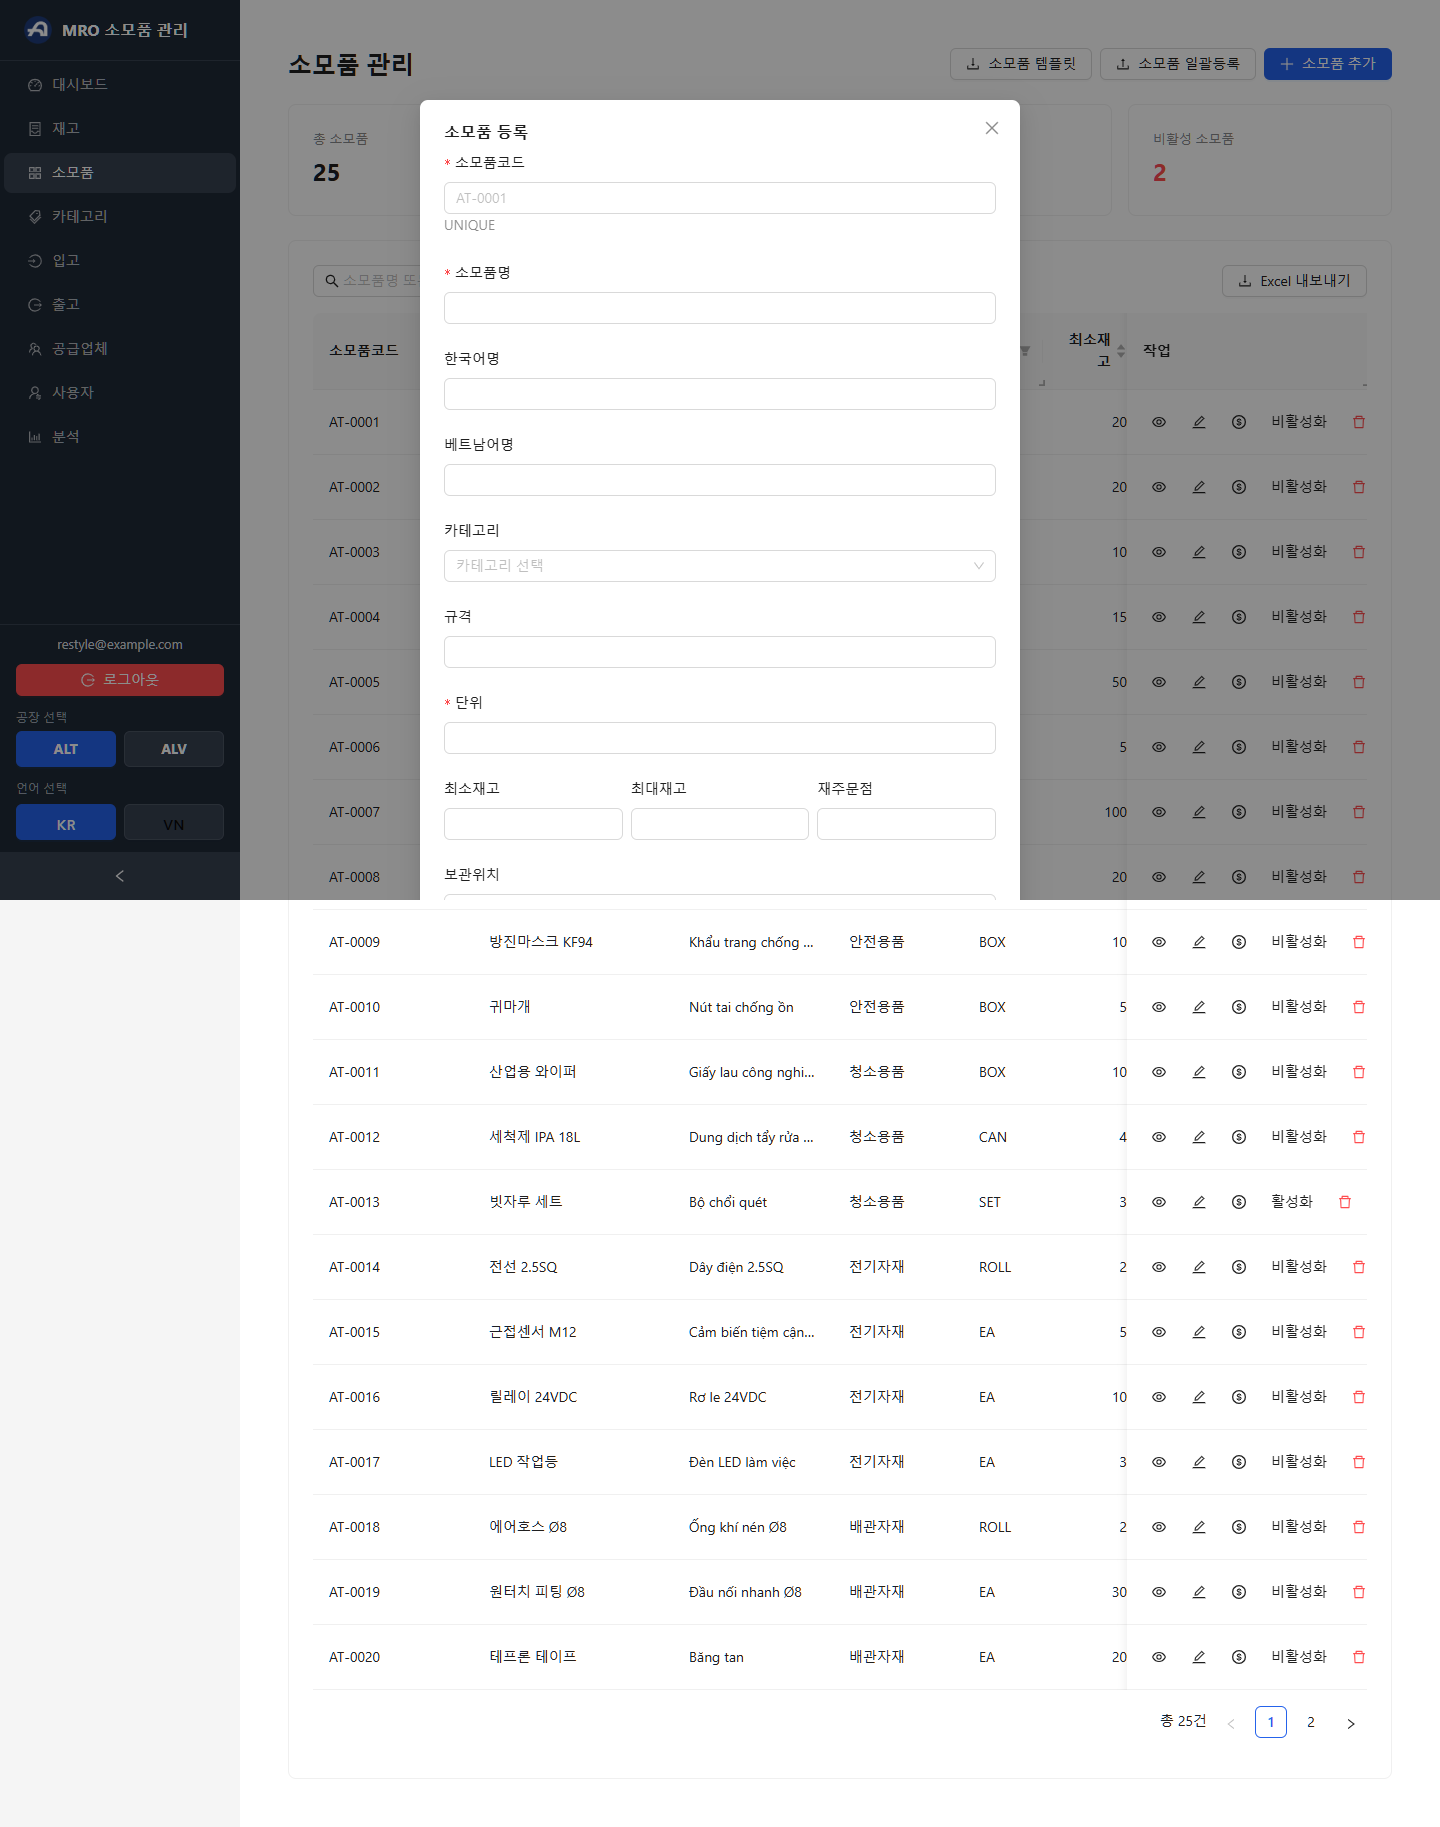 MRO 소모품 관리
대시보드
재고
소모품
카테고리
입고
출고
공급업체
사용자
분석
restyle@example.com
로그아웃
공장 선택
ALT
ALV
언어 선택
KR
VN
소모품 관리
소모품 템플릿
소모품 일괄등록
소모품 추가
총 소모품
25
비활성 소모품
2
소모품명 또
Excel 내보내기
소모품 등록
* 소모품코드
AT-0001
UNIQUE
* 소모품명
한국어명
베트남어명
카테고리
카테고리 선택
규격
* 단위
최소재고
최대재고
재주문점
보관위치
소모품코드
최소재
고
작업
AT-0001 20 비활성화
AT-0002 20 비활성화
AT-0003 10 비활성화
AT-0004 15 비활성화
AT-0005 50 비활성화
AT-0006 5 비활성화
AT-0007 100 비활성화
AT-0008 20 비활성화
AT-0009 방진마스크 KF94 Khẩu trang chống ... 안전용품 BOX 10 비활성화
AT-0010 귀마개 Nút tai chống ồn 안전용품 BOX 5 비활성화
AT-0011 산업용 와이퍼 Giấy lau công nghi... 청소용품 BOX 10 비활성화
AT-0012 세척제 IPA 18L Dung dịch tẩy rửa ... 청소용품 CAN 4 비활성화
AT-0013 빗자루 세트 Bộ chổi quét 청소용품 SET 3 활성화
AT-0014 전선 2.5SQ Dây điện 2.5SQ 전기자재 ROLL 2 비활성화
AT-0015 근접센서 M12 Cảm biến tiệm cận... 전기자재 EA 5 비활성화
AT-0016 릴레이 24VDC Rơ le 24VDC 전기자재 EA 10 비활성화
AT-0017 LED 작업등 Đèn LED làm việc 전기자재 EA 3 비활성화
AT-0018 에어호스 Ø8 Ống khí nén Ø8 배관자재 ROLL 2 비활성화
AT-0019 원터치 피팅 Ø8 Đầu nối nhanh Ø8 배관자재 EA 30 비활성화
AT-0020 테프론 테이프 Băng tan 배관자재 EA 20 비활성화
총 25건
1
2